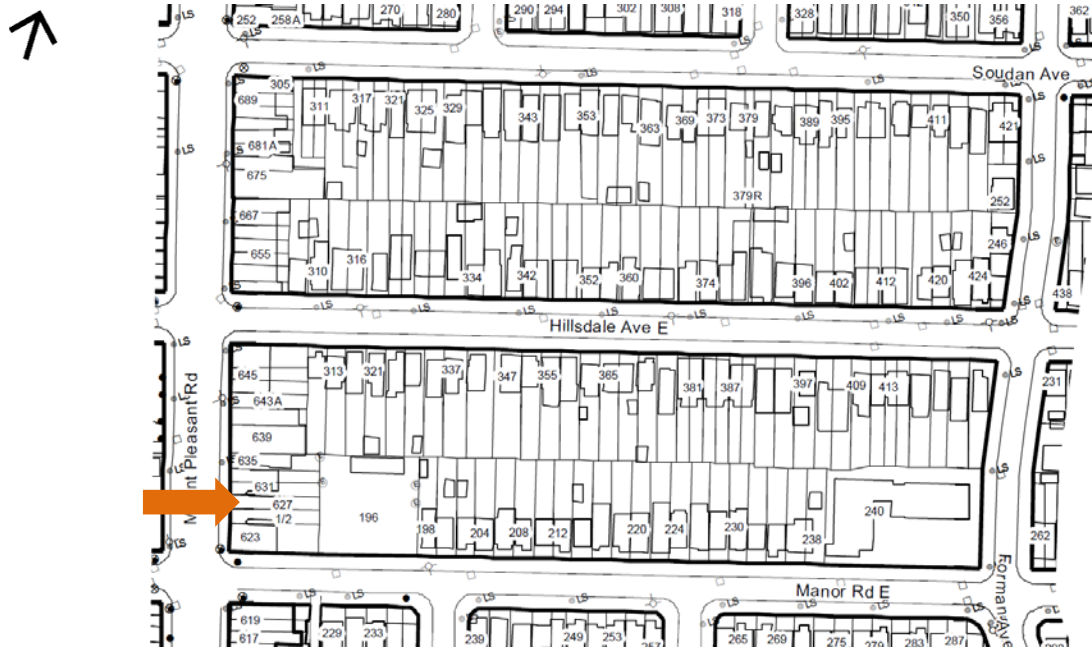 252 258A 270 280 290 294 302 308 318 328 350 356 362
LS
Soudan Ave
305
689 311 317 321 325 329 343 353 363 369 373 379 389 395 411 421
681A
675
379R
252
667
655 310 316 334 342 352 360 374 396 402 412 420 424 246
438
Hillsdale Ave E
645 313 321 337 347 355 365 381 387 397 409 413 231
643A
639
635
631
627
1/2
623
196 198 204 208 212 220 224 230 238 240 262
nt Pleasant Rd
Manor Rd E
Forman Ave
619
617 229 233 239 249 253 257 265 269 275 279 283 287